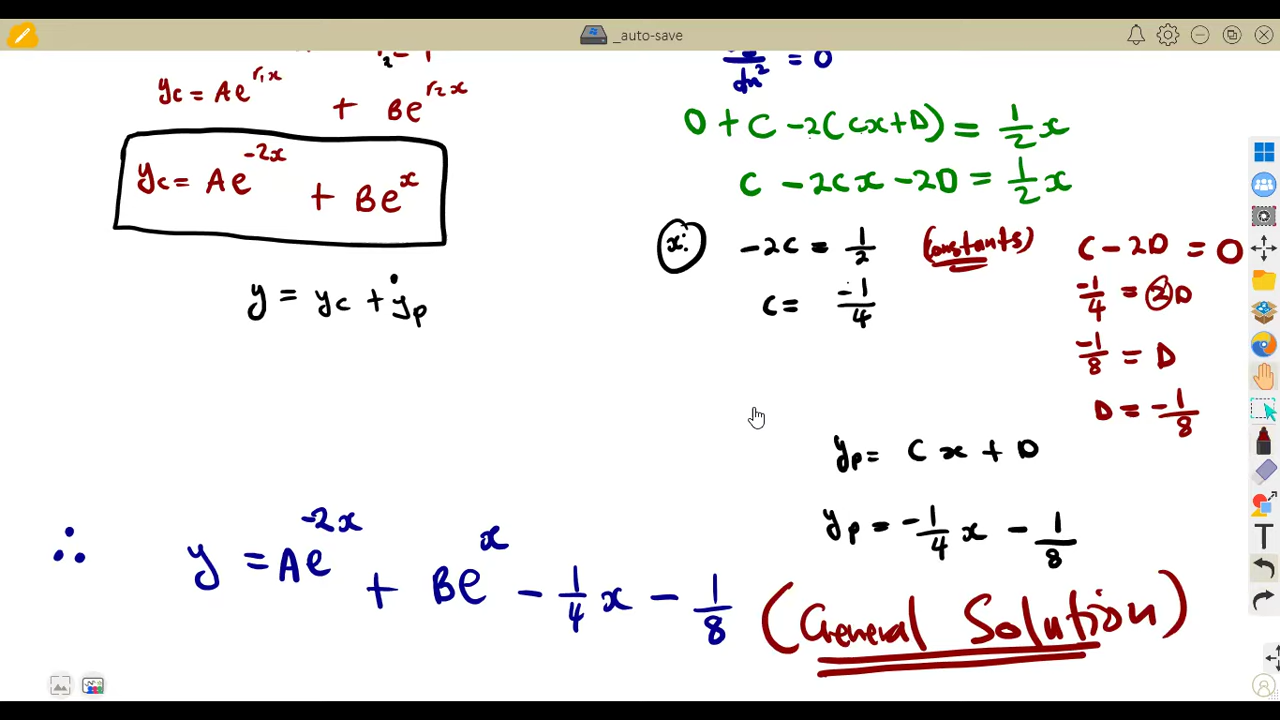 _auto-save
yc = Ae^{r₁x} + Be^{r₂x}
yc = Ae^{-2x} + Be^{x}
y = yc + yp
dx² = 0
0 + C - 2(Cx+D) = 1/2 x
C - 2Cx - 2D = 1/2 x
x: -2C = 1/2
C = -1/4
(constants) C - 2D = 0
-1/4 = 2D
-1/8 = D
D = -1/8
yp = Cx + D
yp = -1/4 x - 1/8
∴ y = Ae^{-2x} + Be^{x} - 1/4 x - 1/8 (General Solution)
T